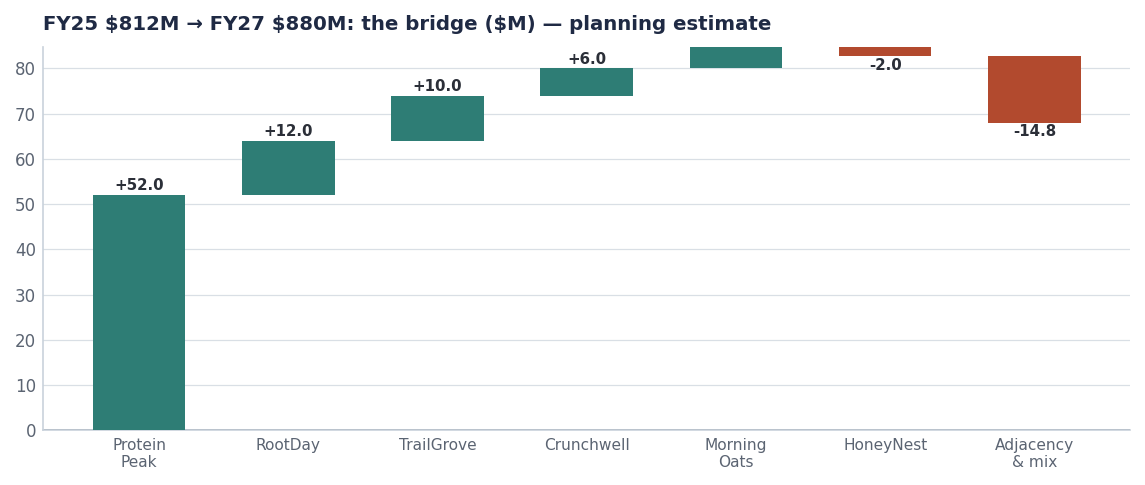 FY25 $812M → FY27 $880M: the bridge ($M) — planning estimate
80
70
60
50
40
30
20
10
0
+52.0
+12.0
+10.0
+6.0
-2.0
-14.8
Protein
Peak
RootDay
TrailGrove
Crunchwell
Morning
Oats
HoneyNest
Adjacency
& mix